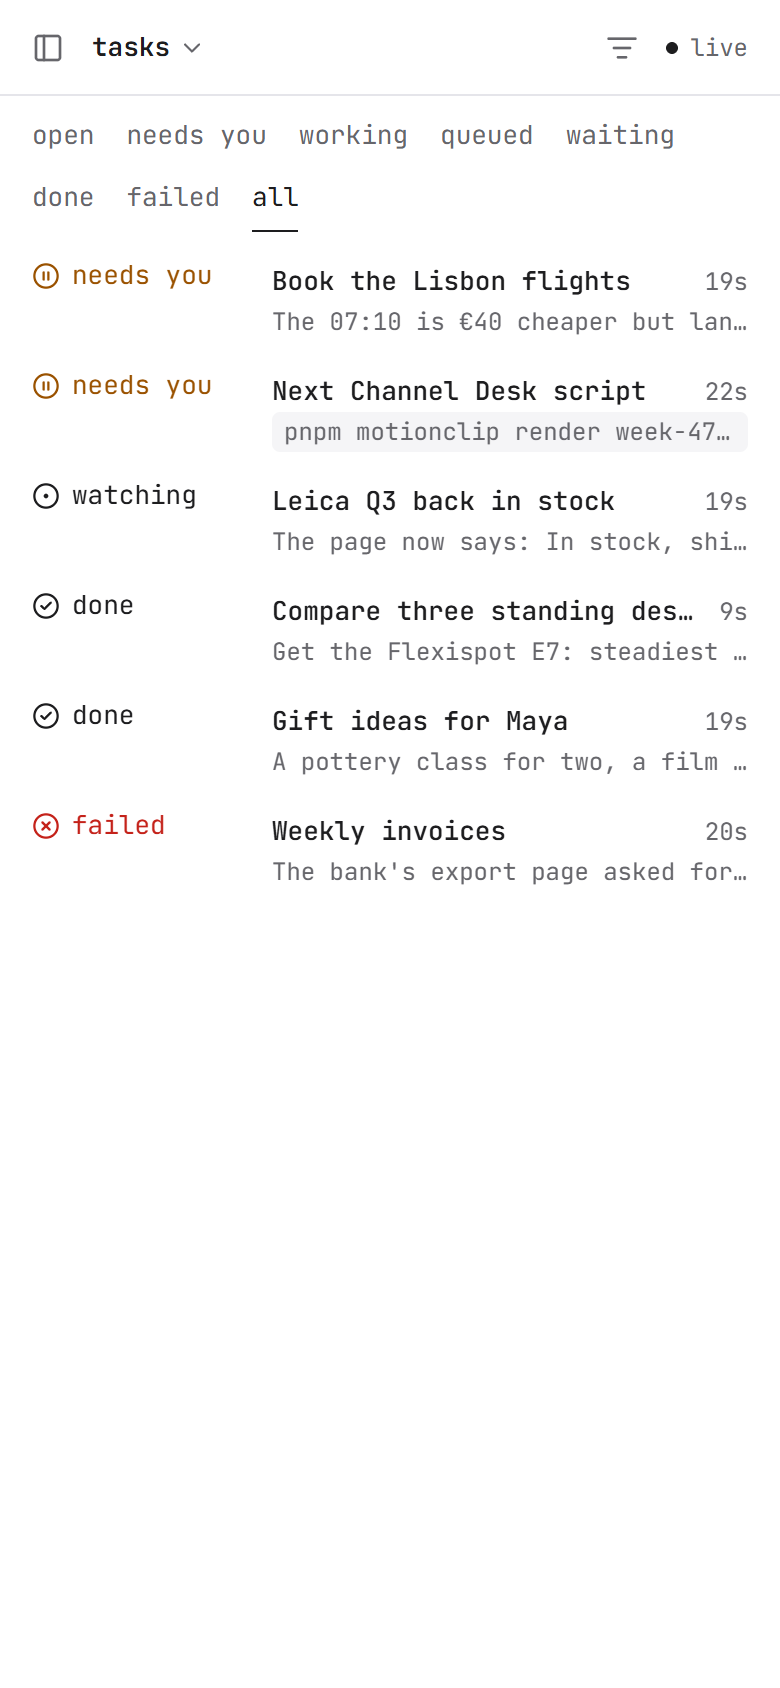 tasks
live
open needs you working queued waiting
done failed all
needs you Book the Lisbon flights 19s
The 07:10 is €40 cheaper but lan…
needs you Next Channel Desk script 22s
pnpm motionclip render week-47…
watching Leica Q3 back in stock 19s
The page now says: In stock, shi…
done Compare three standing des… 9s
Get the Flexispot E7: steadiest …
done Gift ideas for Maya 19s
A pottery class for two, a film …
failed Weekly invoices 20s
The bank's export page asked for…